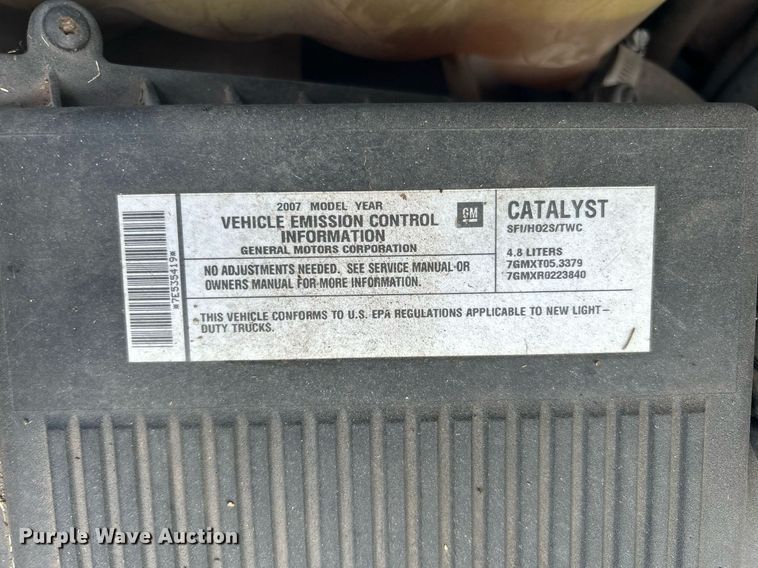 *7E535419*
2007 MODEL YEAR
VEHICLE EMISSION CONTROL
INFORMATION
GENERAL MOTORS CORPORATION
GM
NO ADJUSTMENTS NEEDED. SEE SERVICE MANUAL OR
OWNERS MANUAL FOR MORE INFORMATION.
CATALYST
SFI/HO2S/TWC
4.8 LITERS
7GMXT05.3379
7GMXR0223840
THIS VEHICLE CONFORMS TO U.S. EPA REGULATIONS APPLICABLE TO NEW LIGHT-
DUTY TRUCKS.
Purple Wave Auction®